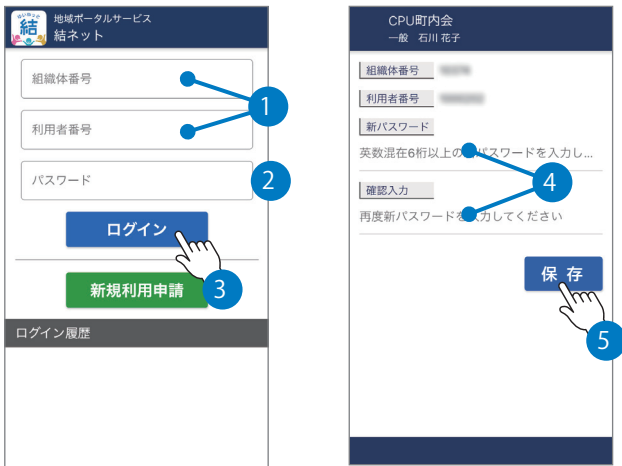 ゆいねっと
結
地域ポータルサービス
結ネット
組織体番号
1
利用者番号
パスワード
2
ログイン
新規利用申請
3
ログイン履歴
CPU町内会
一般 石川 花子
組織体番号
利用者番号
新パスワード
英数混在6桁以上の パスワードを入力し...
4
確認入力
再度新パスワードを入力してください
保 存
5